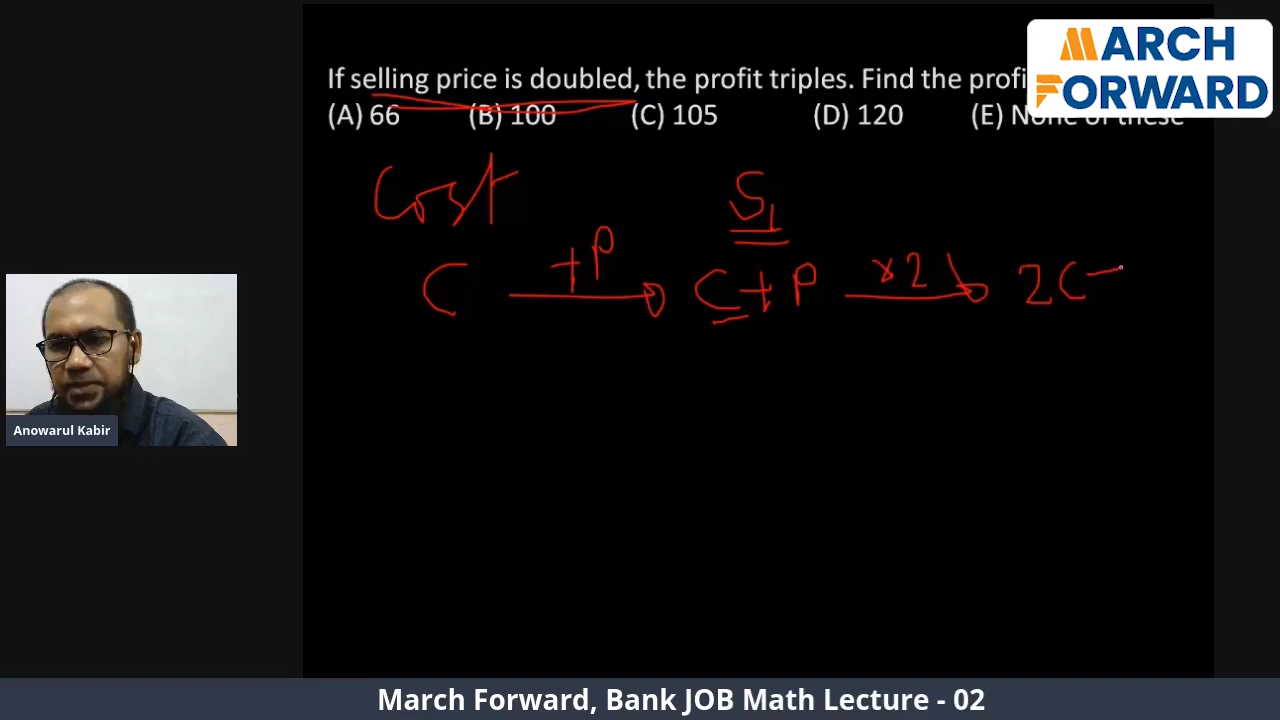 MARCH
FORWARD
If selling price is doubled, the profit triples. Find the profi
(A) 66 (B) 100 (C) 105 (D) 120 (E) None of these
Cost
S1
C +P C+P ×2 2C
Anowarul Kabir
March Forward, Bank JOB Math Lecture - 02